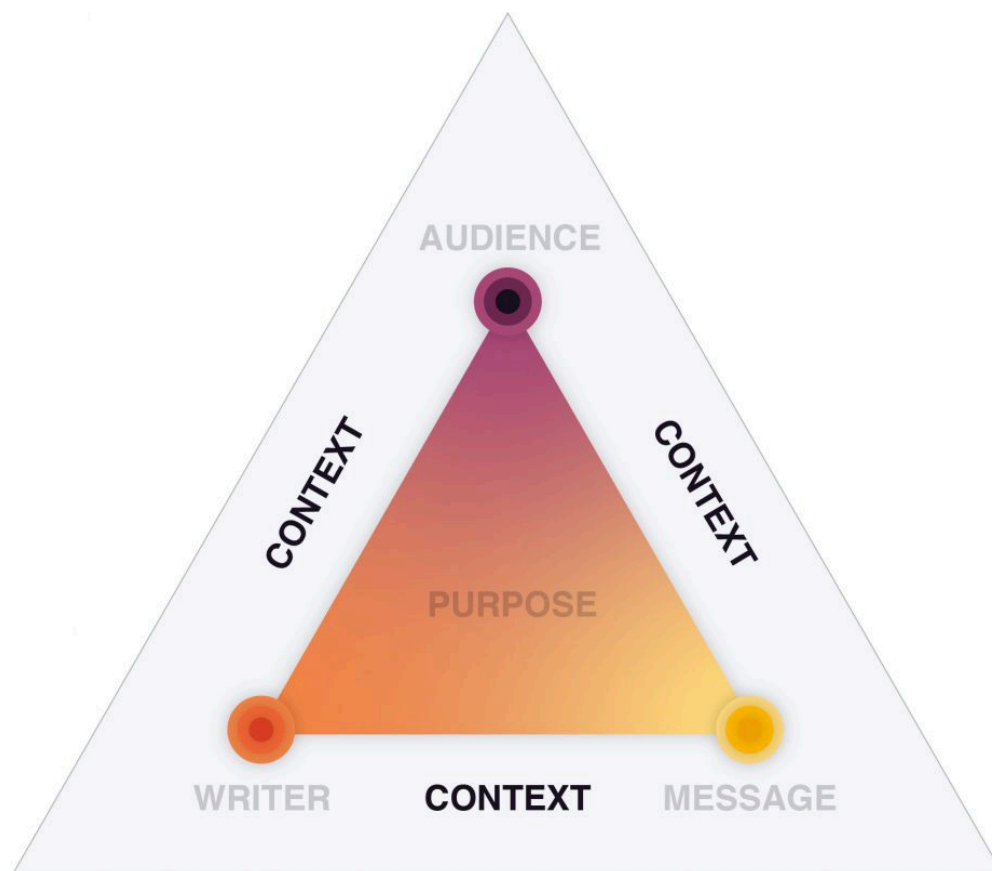 AUDIENCE
CONTEXT
CONTEXT
PURPOSE
WRITER
CONTEXT
MESSAGE